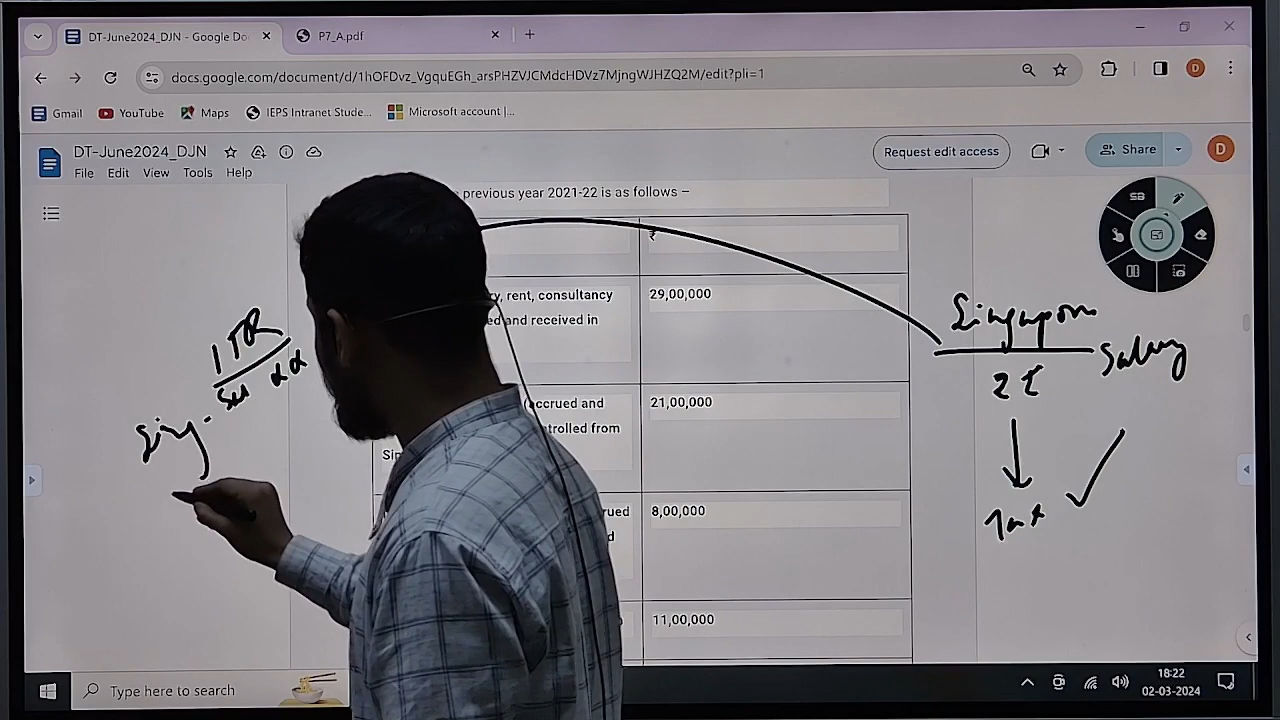 DT-June2024_DJN - Google Do
P7_A.pdf
docs.google.com/document/d/1hOFDvz_VgquEGh_arsPHZVJCMdcHDVz7MjngWJHZQ2M/edit?pli=1
Gmail YouTube Maps IEPS Intranet Stude... Microsoft account |...
DT-June2024_DJN
Request edit access
Share
D
File Edit View Tools Help
previous year 2021-22 is as follows –
₹
rent, consultancy
and received in
29,00,000
accrued and
trolled from
21,00,000
8,00,000
11,00,000
Singapore
Salary
Tax
ITR
Type here to search
18:22
02-03-2024